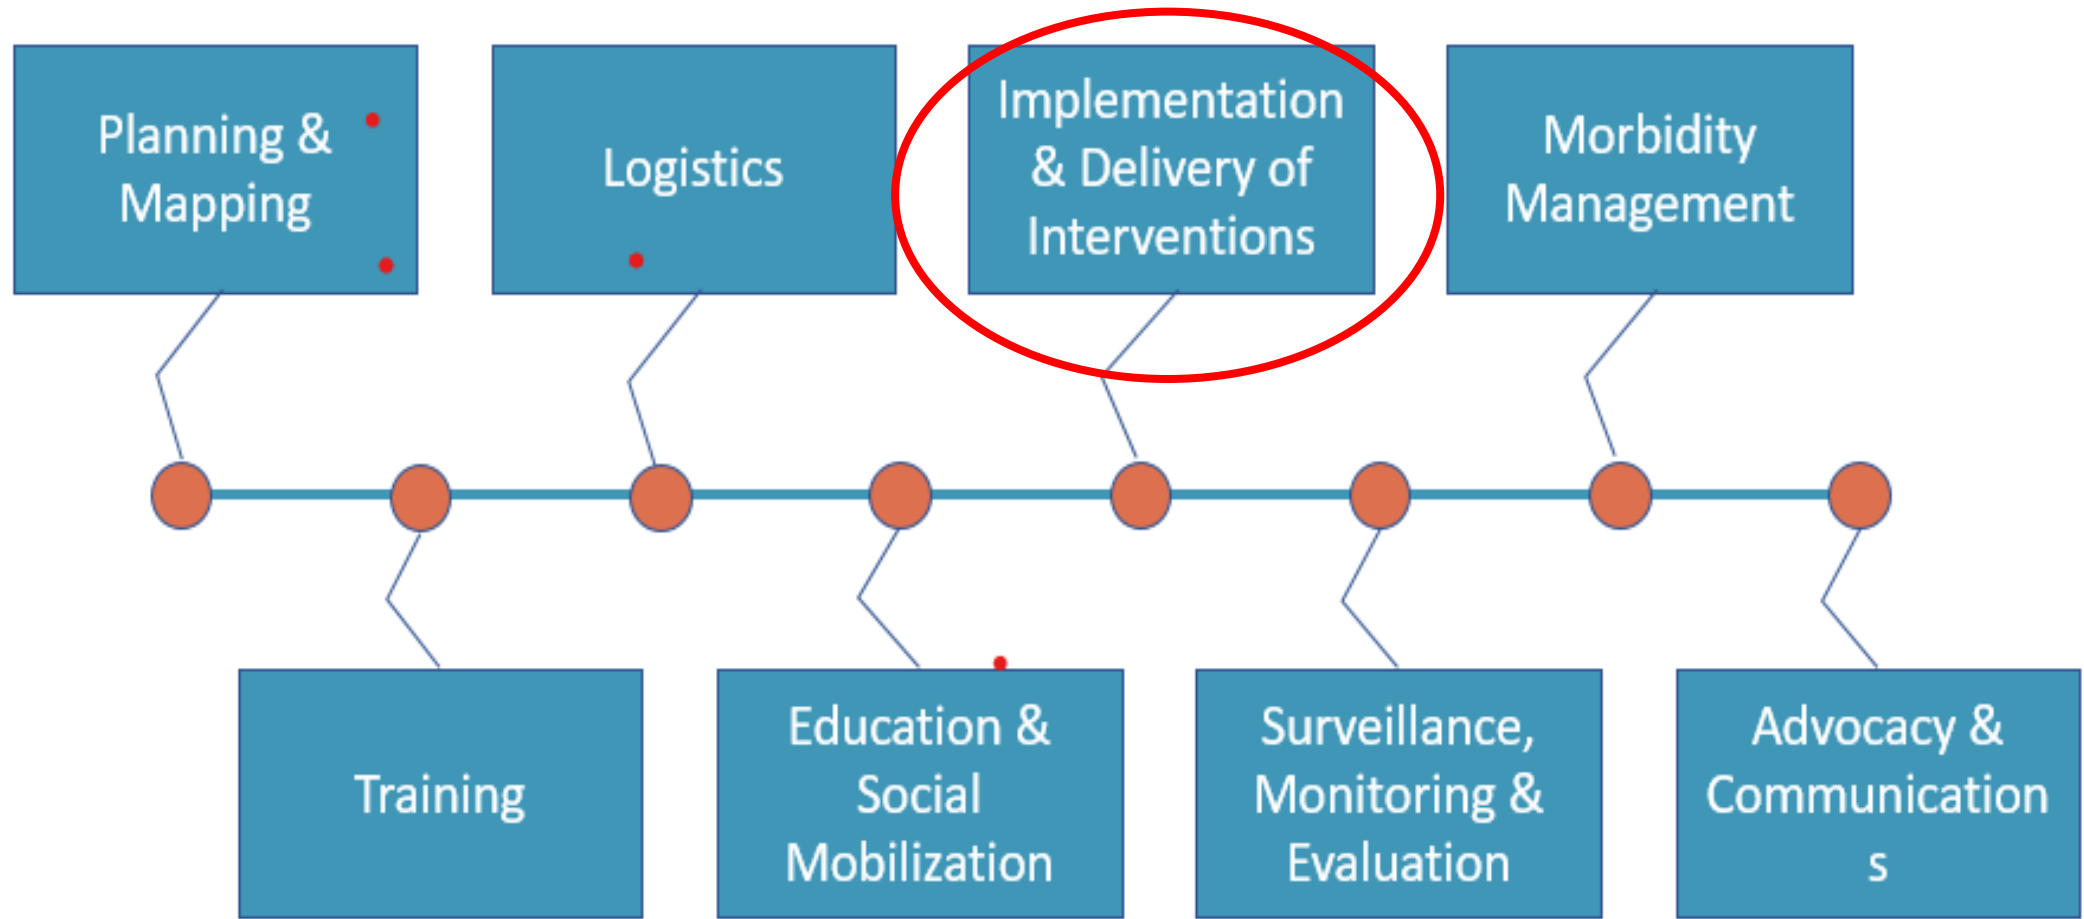 Planning &
Mapping
Logistics
Implementation
& Delivery of
Interventions
Morbidity
Management
Training
Education &
Social
Mobilization
Surveillance,
Monitoring &
Evaluation
Advocacy &
Communication
s